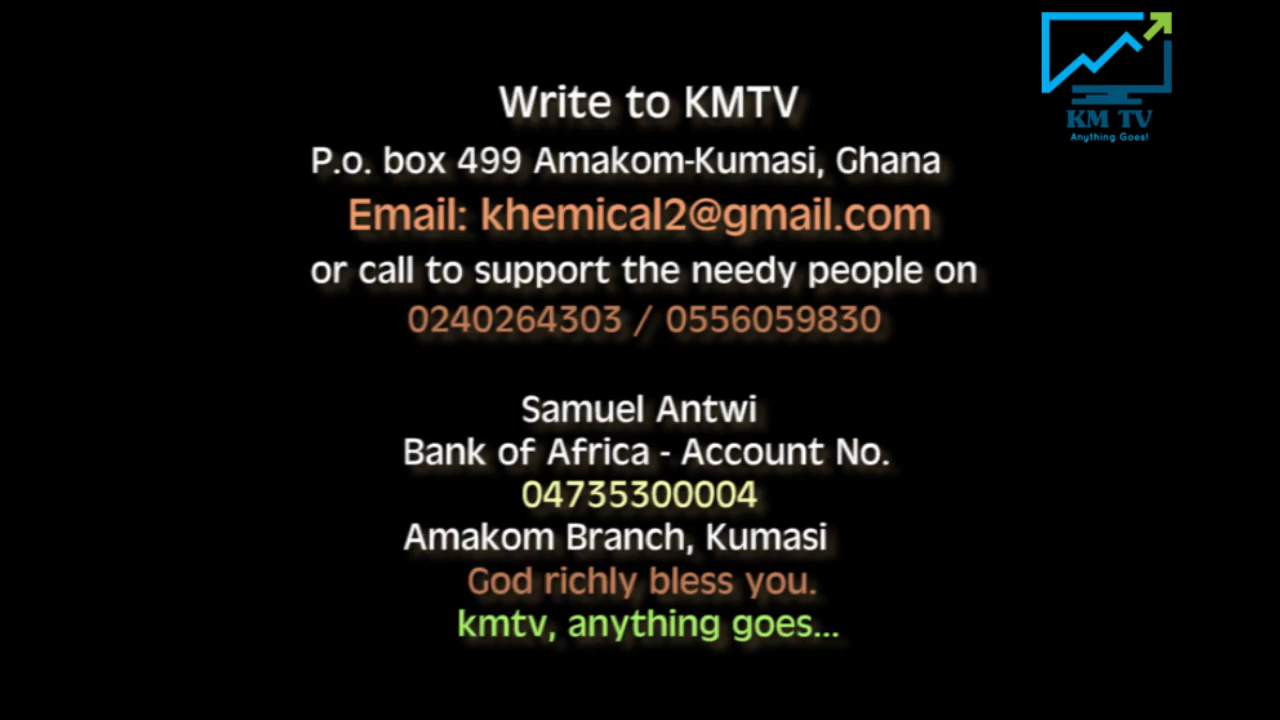 KM TV
Anything Goes!
Write to KMTV
P.o. box 499 Amakom-Kumasi, Ghana
Email: khemical2@gmail.com
or call to support the needy people on
0240264303 / 0556059830
Samuel Antwi
Bank of Africa - Account No.
04735300004
Amakom Branch, Kumasi
God richly bless you.
kmtv, anything goes...